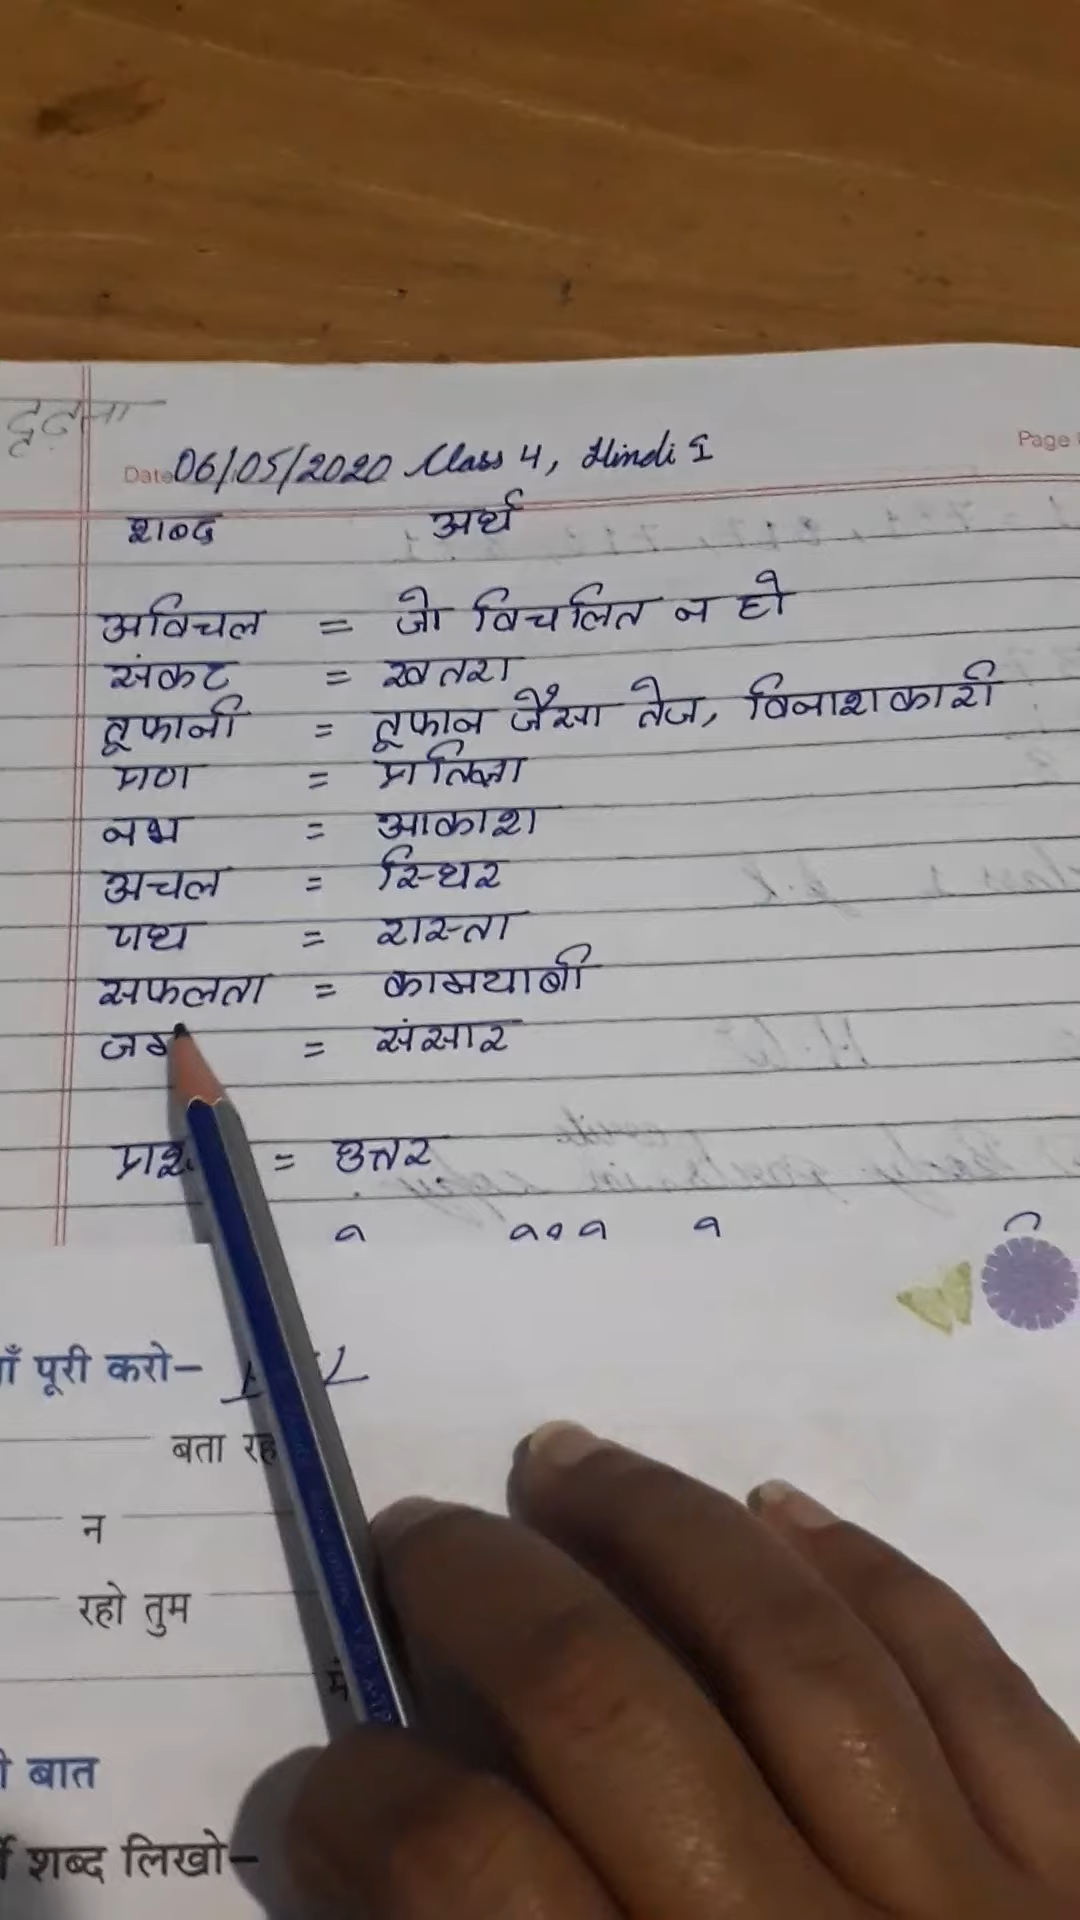 दृढ़ता
Date 06/05/2020 Class 4, Hindi I
Page
शब्द अर्थ
अविचल = जो विचलित न हो
संकट = खतरा
तूफानी = तूफान जैसा तेज, विनाशकारी
प्रण = प्रतिज्ञा
नभ = आकाश
अचल = स्थिर
पथ = रास्ता
सफलता = कामयाबी
जग = संसार
= उत्तर
पूरी करो–
बता
न
रहो तुम
बात
शब्द लिखो–